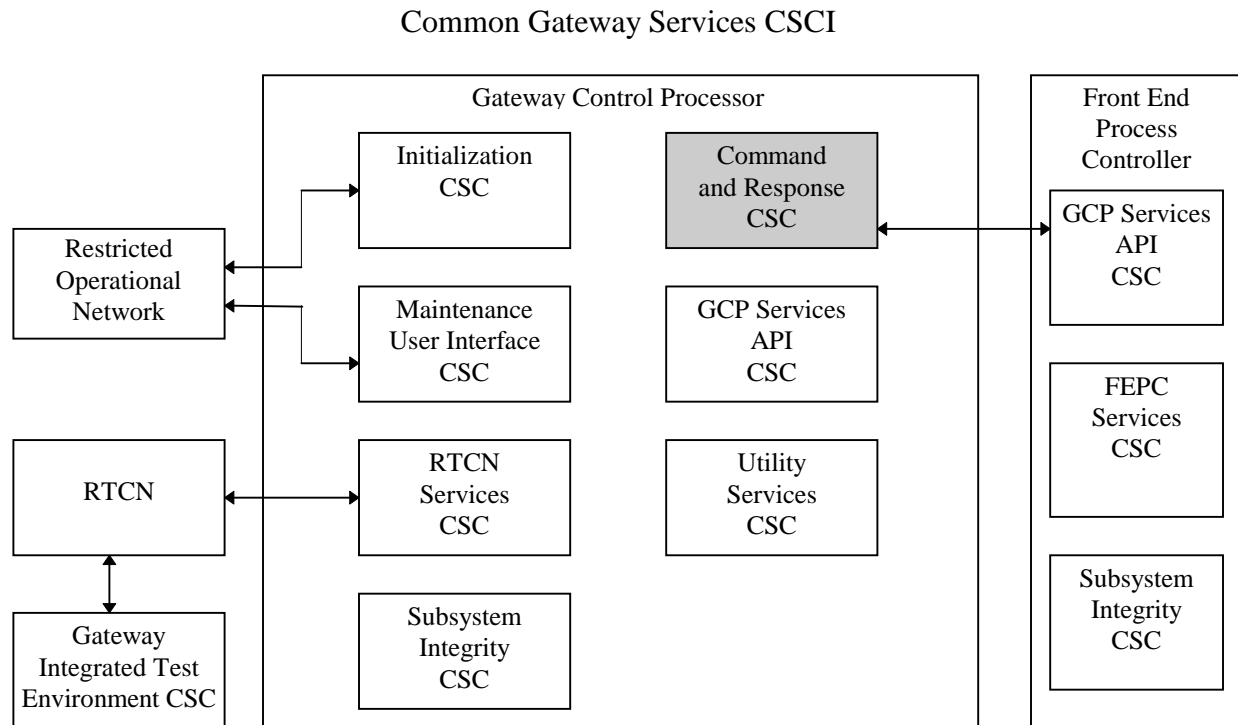 Common Gateway Services CSCI
Gateway Control Processor
Front End
Process
Controller
Initialization
CSC
Command
and Response
CSC
GCP Services
API
CSC
Restricted
Operational
Network
Maintenance
User Interface
CSC
GCP Services
API
CSC
FEPC
Services
CSC
RTCN
RTCN
Services
CSC
Utility
Services
CSC
Subsystem
Integrity
CSC
Gateway
Integrated Test
Environment CSC
Subsystem
Integrity
CSC